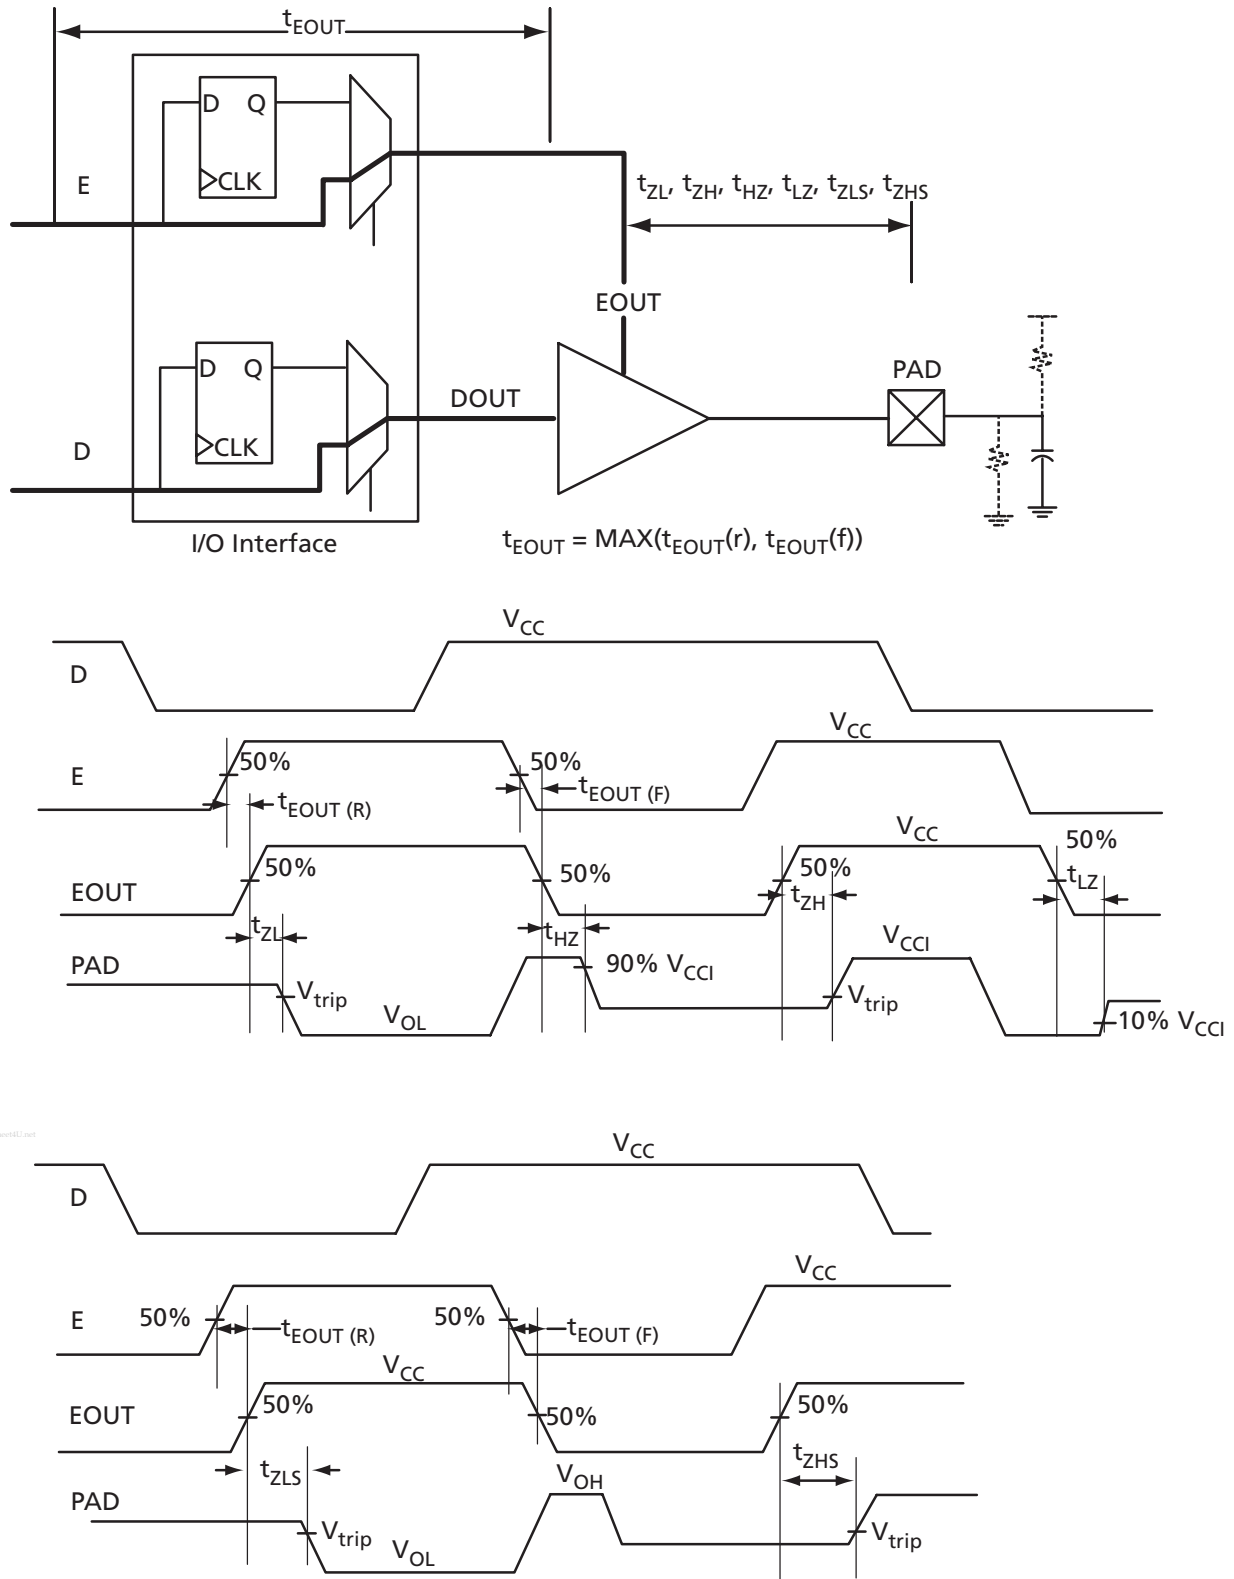 tEOUT
D Q
CLK
E
tZL, tZH, tHZ, tLZ, tZLS, tZHS
EOUT
D Q
CLK
D
DOUT
PAD
I/O Interface
tEOUT = MAX(tEOUT(r), tEOUT(f))
VCC
D
VCC
E
50%
50%
tEOUT (R)
tEOUT (F)
VCC
50%
EOUT
50%
50%
50%
tZL
tHZ
tZH
tLZ
PAD
90% VCCI
VCCI
Vtrip
VOL
Vtrip
10% VCCI
VCC
D
VCC
E
50%
50%
tEOUT (R)
tEOUT (F)
VCC
EOUT
50%
50%
50%
tZLS
VOH
tZHS
PAD
Vtrip
VOL
Vtrip